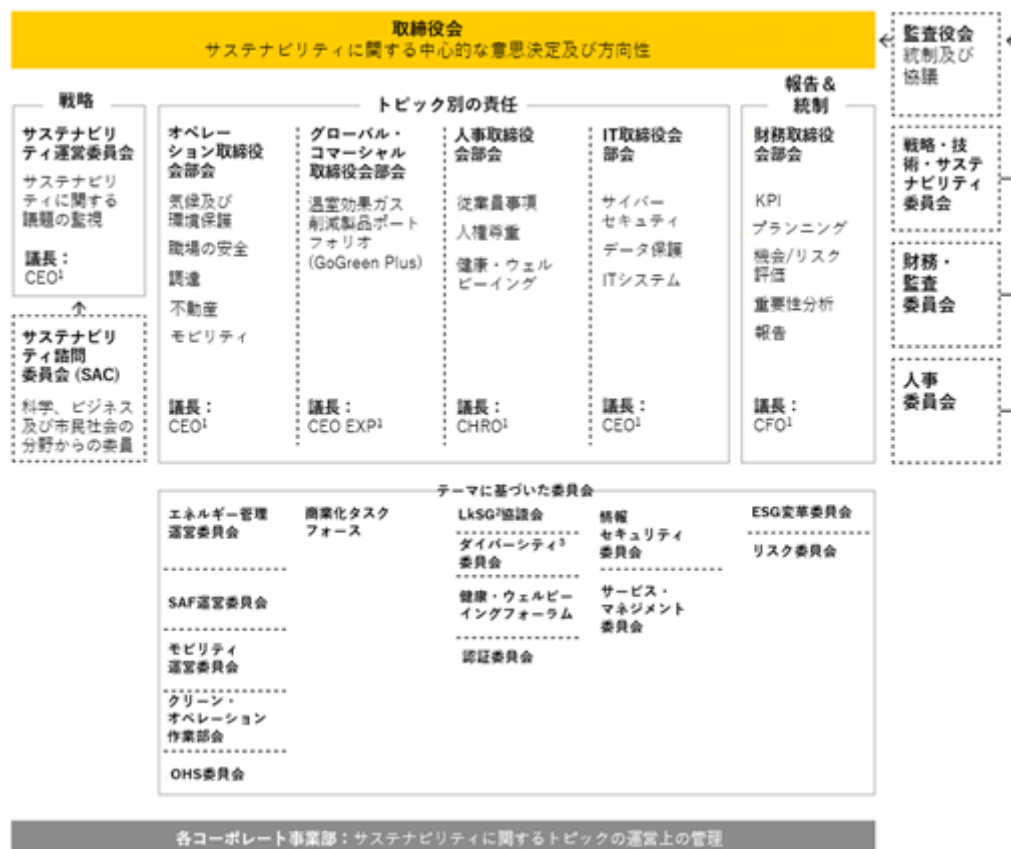 取締役会
サステナビリティに関する中心的な意思決定及び方向性
監査役会
統制及び
協議
戦略
サステナビリ
ティ運営委員会
サステナビリ
ティに関する
議題の監視
議長：
CEO¹
サステナビリ
ティ諮問
委員会 (SAC)
科学、ビジネス
及び市民社会の
分野からの委員
トピック別の責任
オペレー
ション取締役
会部会
気候及び
環境保護
職場の安全
調達
不動産
モビリティ
議長：
CEO¹
グローバル・
コマーシャル
取締役会部会
温室効果ガス
削減製品ポート
フォリオ
(GoGreen Plus)
議長：
CEO EXP¹
人事取締役
会部会
従業員事項
人権尊重
健康・ウェル
ビーイング
議長：
CHRO¹
IT取締役会
部会
サイバー
セキュティ
データ保護
ITシステム
議長：
CEO¹
報告＆
統制
財務取締役
会部会
KPI
プランニング
機会/リスク
評価
重要性分析
報告
議長：
CFO¹
戦略・技
術・サステ
ナビリティ
委員会
財務・
監査
委員会
人事
委員会
テーマに基づいた委員会
エネルギー管理
運営委員会
SAF運営委員会
モビリティ
運営委員会
クリーン・
オペレーション
作業部会
OHS委員会
商業化タスク
フォース
LkSG²協議会
ダイバーシティ³
委員会
健康・ウェルビー
イングフォーラム
認証委員会
情報
セキュリティ
委員会
サービス・
マネジメント
委員会
ESG変革委員会
リスク委員会
各コーポレート事業部：サステナビリティに関するトピックの運営上の管理